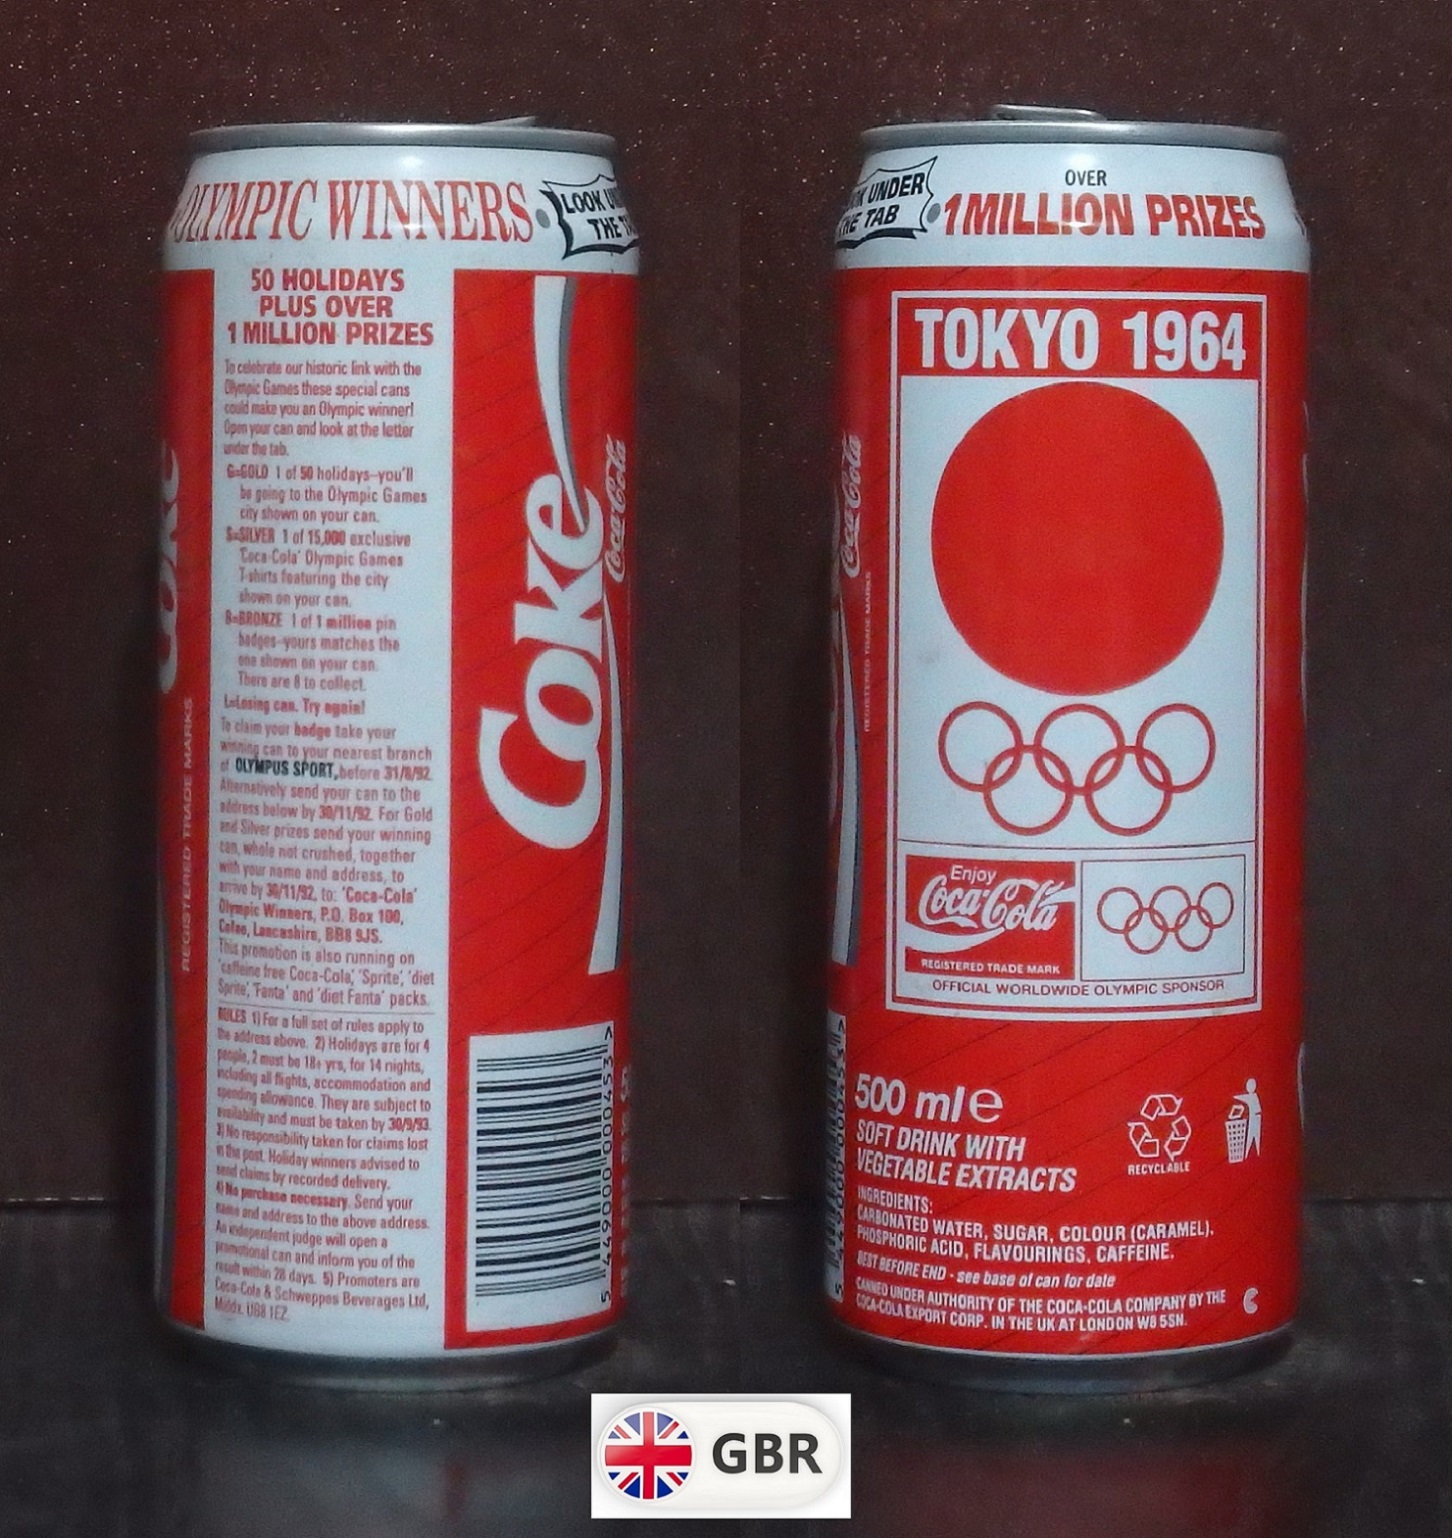 OLYMPIC WINNERS
LOOK UN
THE TA
50 HOLIDAYS
PLUS OVER
1 MILLION PRIZES
To celebrate our historic link with the
Olympic Games these special cans
could make you an Olympic winner!
Open your can and look at the letter
under the tab.
G=GOLD 1 of 50 holidays–you'll
be going to the Olympic Games
city shown on your can.
S=SILVER 1 of 15,000 exclusive
'Coca-Cola' Olympic Games
T-shirts featuring the city
shown on your can.
B=BRONZE 1 of 1 million pin
badges–yours matches the
one shown on your can.
There are 8 to collect.
L=Losing can. Try again!
To claim your badge take your
winning can to your nearest branch
of OLYMPUS SPORT, before 31/8/92.
Alternatively send your can to the
address below by 30/11/92. For Gold
and Silver prizes send your winning
can, whole not crushed, together
with your name and address, to
arrive by 30/11/92, to: 'Coca-Cola'
Olympic Winners, P.O. Box 100,
Colne, Lancashire, BB8 9JS.
This promotion is also running on
'caffeine free Coca-Cola', 'Sprite', 'diet
Sprite', 'Fanta' and 'diet Fanta' packs.
RULES 1) For a full set of rules apply to
the address above. 2) Holidays are for 4
people, 2 must be 18+ yrs, for 14 nights,
including all flights, accommodation and
spending allowance. They are subject to
availability and must be taken by 30/9/93.
3) No responsibility taken for claims lost
in the post. Holiday winners advised to
send claims by recorded delivery.
4) No purchase necessary. Send your
name and address to the above address.
An independent judge will open a
promotional can and inform you of the
result within 28 days. 5) Promoters are
Coca-Cola & Schweppes Beverages Ltd,
Middx. UB8 1EZ.
Coke
REGISTERED TRADE MARKS
Coke
Coca-Cola
5 449000 000453 >
UNDER
THE TAB
OVER
1 MILLION PRIZES
Coca-Cola
REGISTERED TRADE MARKS
TOKYO 1964
Enjoy
Coca-Cola
REGISTERED TRADE MARK
OFFICIAL WORLDWIDE OLYMPIC SPONSOR
500 ml e
SOFT DRINK WITH
VEGETABLE EXTRACTS
RECYCLABLE
INGREDIENTS:
CARBONATED WATER, SUGAR, COLOUR (CARAMEL),
PHOSPHORIC ACID, FLAVOURINGS, CAFFEINE.
BEST BEFORE END - see base of can for date
CANNED UNDER AUTHORITY OF THE COCA-COLA COMPANY BY THE
COCA-COLA EXPORT CORP. IN THE UK AT LONDON W6 5SN.
C
GBR